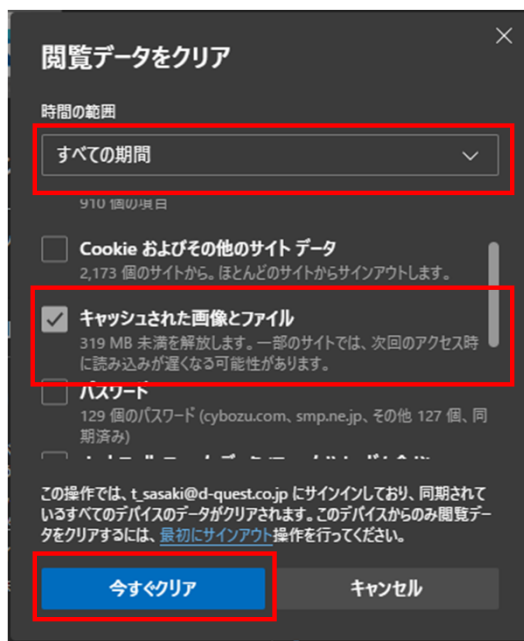 閲覧データをクリア
時間の範囲
すべての期間
910 個の項目
Cookie およびその他のサイト データ
2,173 個のサイトから。ほとんどのサイトからサインアウトします。
キャッシュされた画像とファイル
319 MB 未満を解放します。一部のサイトでは、次回のアクセス時
に読み込みが遅くなる可能性があります。
パスワード
129 個のパスワード (cybozu.com、smp.ne.jp、その他 127 個、同
期済み)
この操作では、t_sasaki@d-quest.co.jp にサインインしており、同期されて
いるすべてのデバイスのデータがクリアされます。このデバイスからのみ閲覧デー
タをクリアするには、最初にサインアウト操作を行ってください。
今すぐクリア
キャンセル